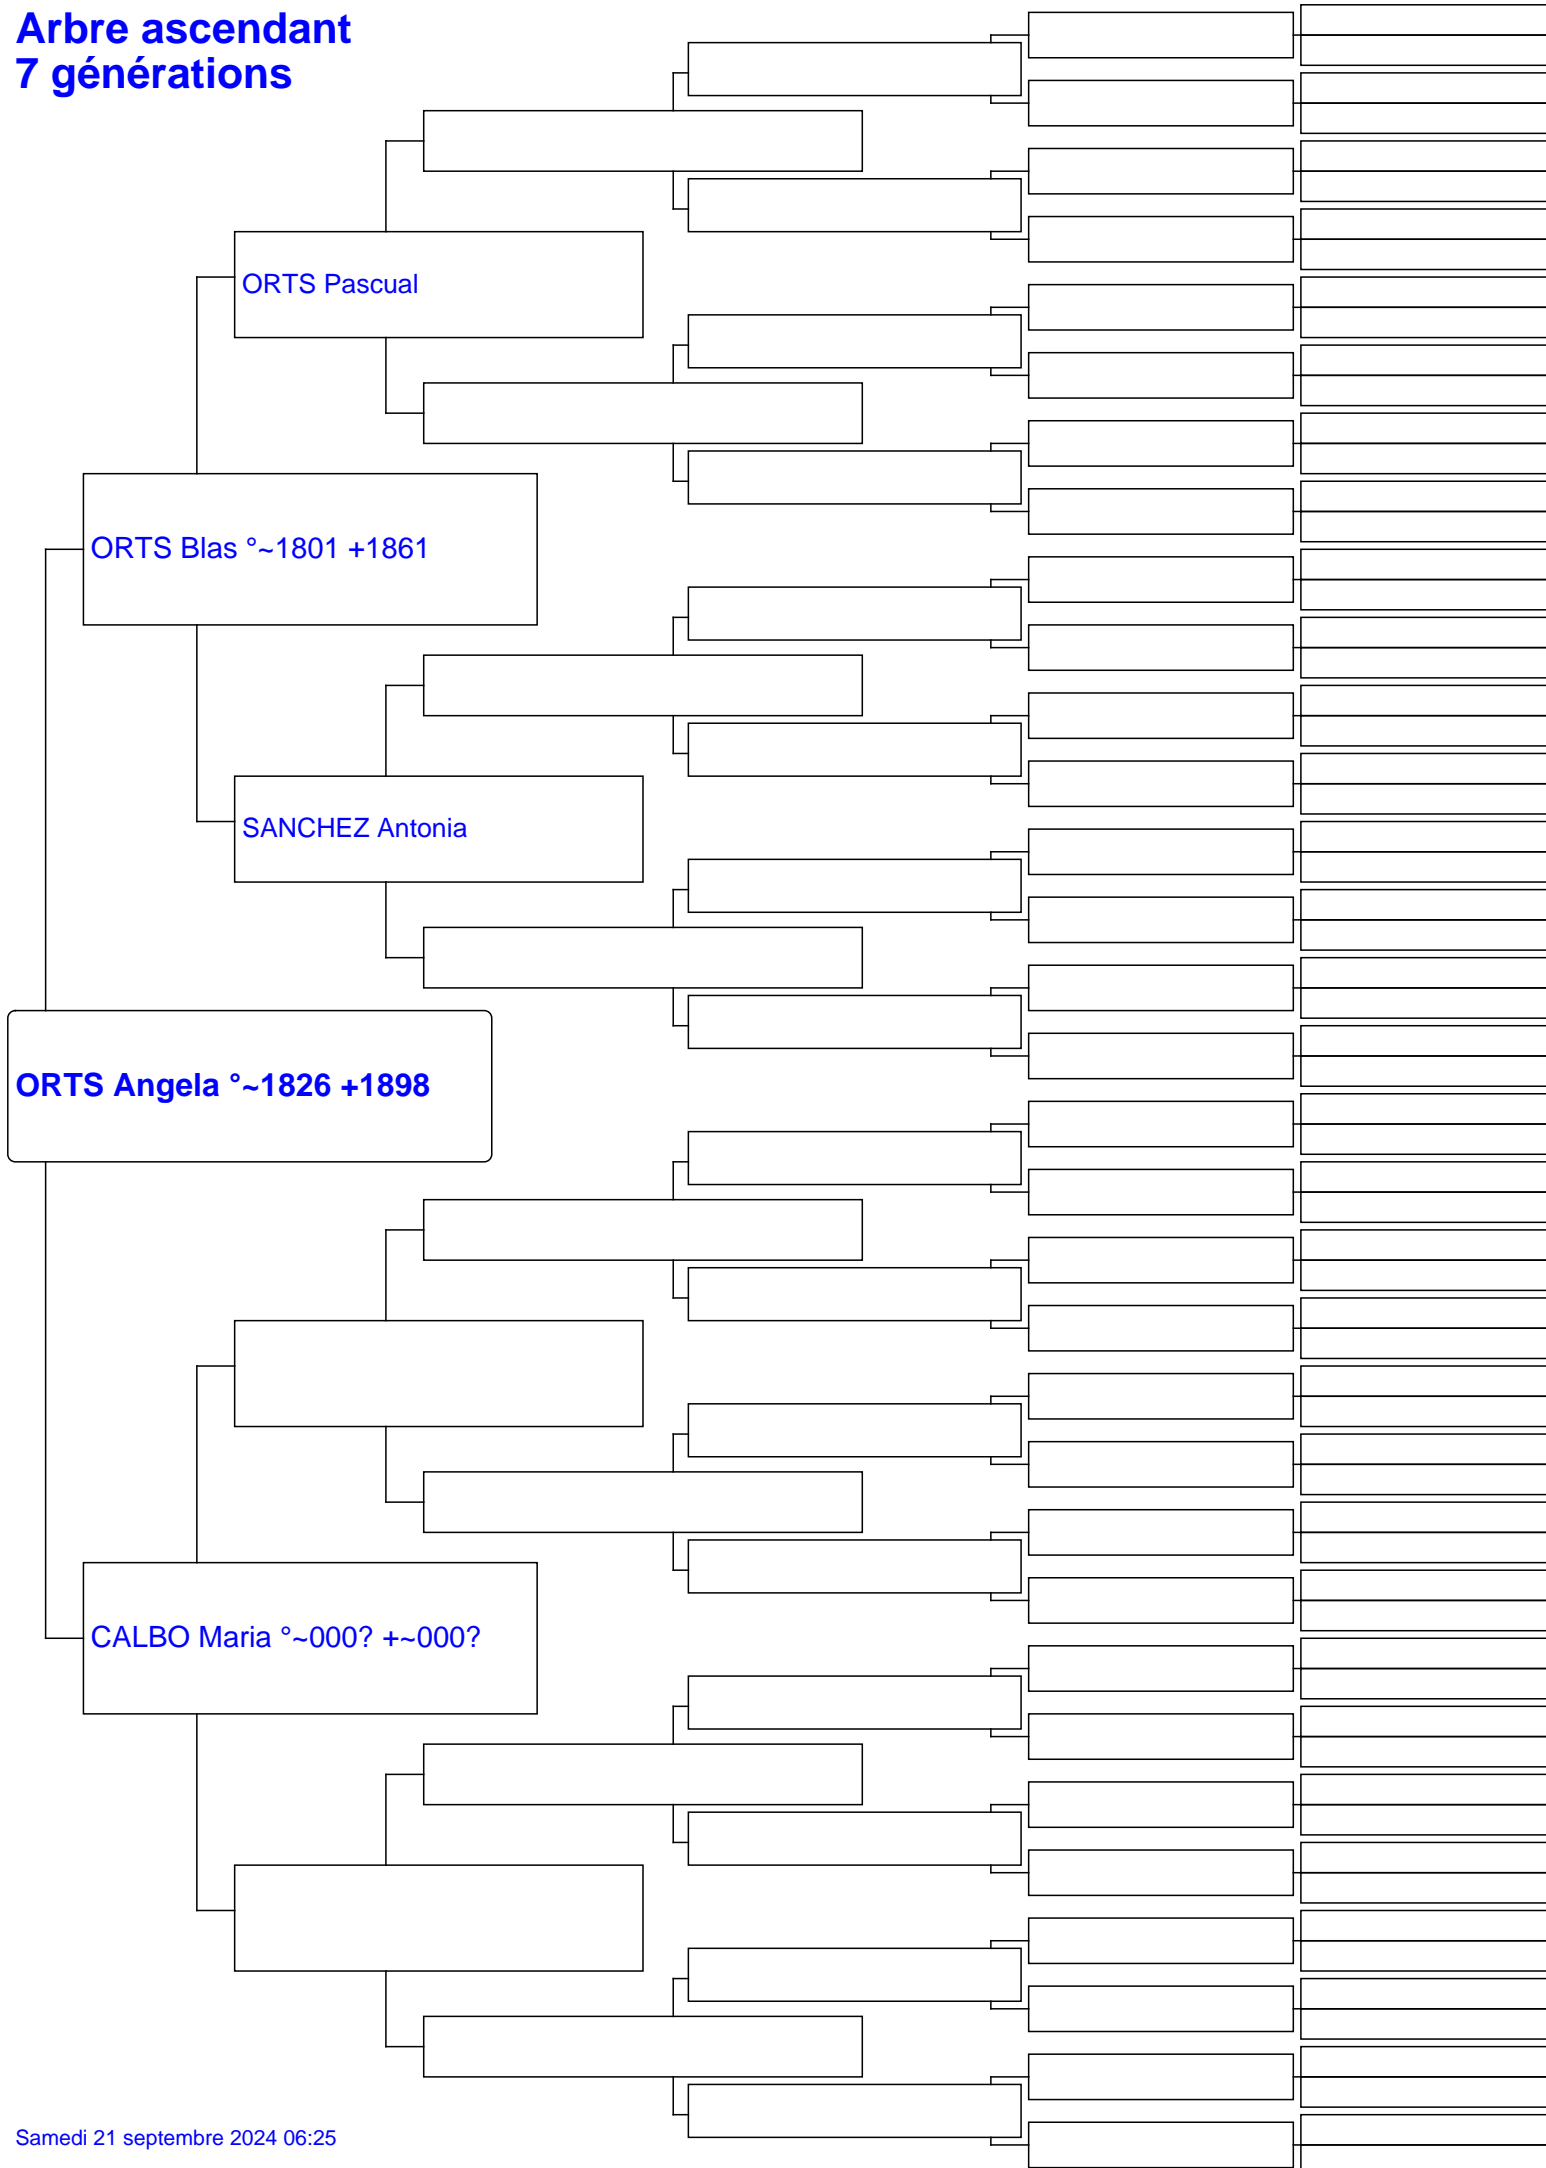 Arbre ascendant
7 générations
ORTS Pascual
ORTS Blas °~1801 +1861
SANCHEZ Antonia
ORTS Angela °~1826 +1898
CALBO Maria °~000? +~000?
Samedi 21 septembre 2024 06:25